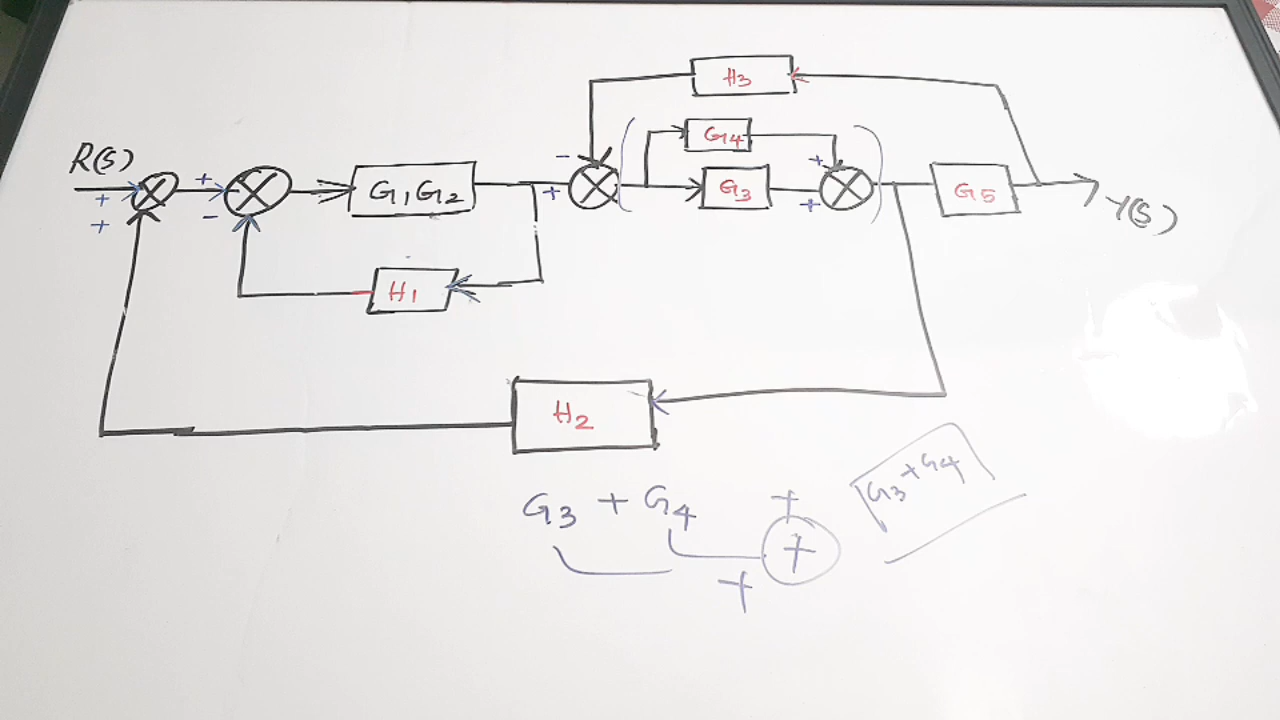 H3
G4
R(S)
+ + - + + +
G1G2
G3
G5
Y(S)
+ -
H1
H2
G3 + G4
+
+
+
G3+G4